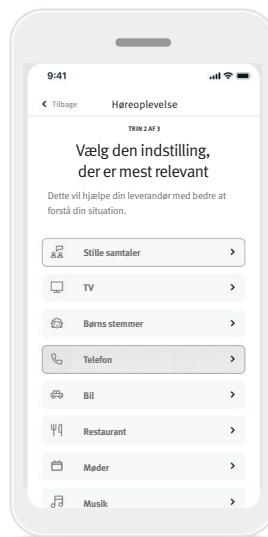 9:41
Tilbage Høreoplevelse
TRIN 2 AF 3
Vælg den indstilling,
der er mest relevant
Dette vil hjælpe din leverandør med bedre at
forstå din situation.
Stille samtaler
TV
Børns stemmer
Telefon
Bil
Restaurant
Møder
Musik